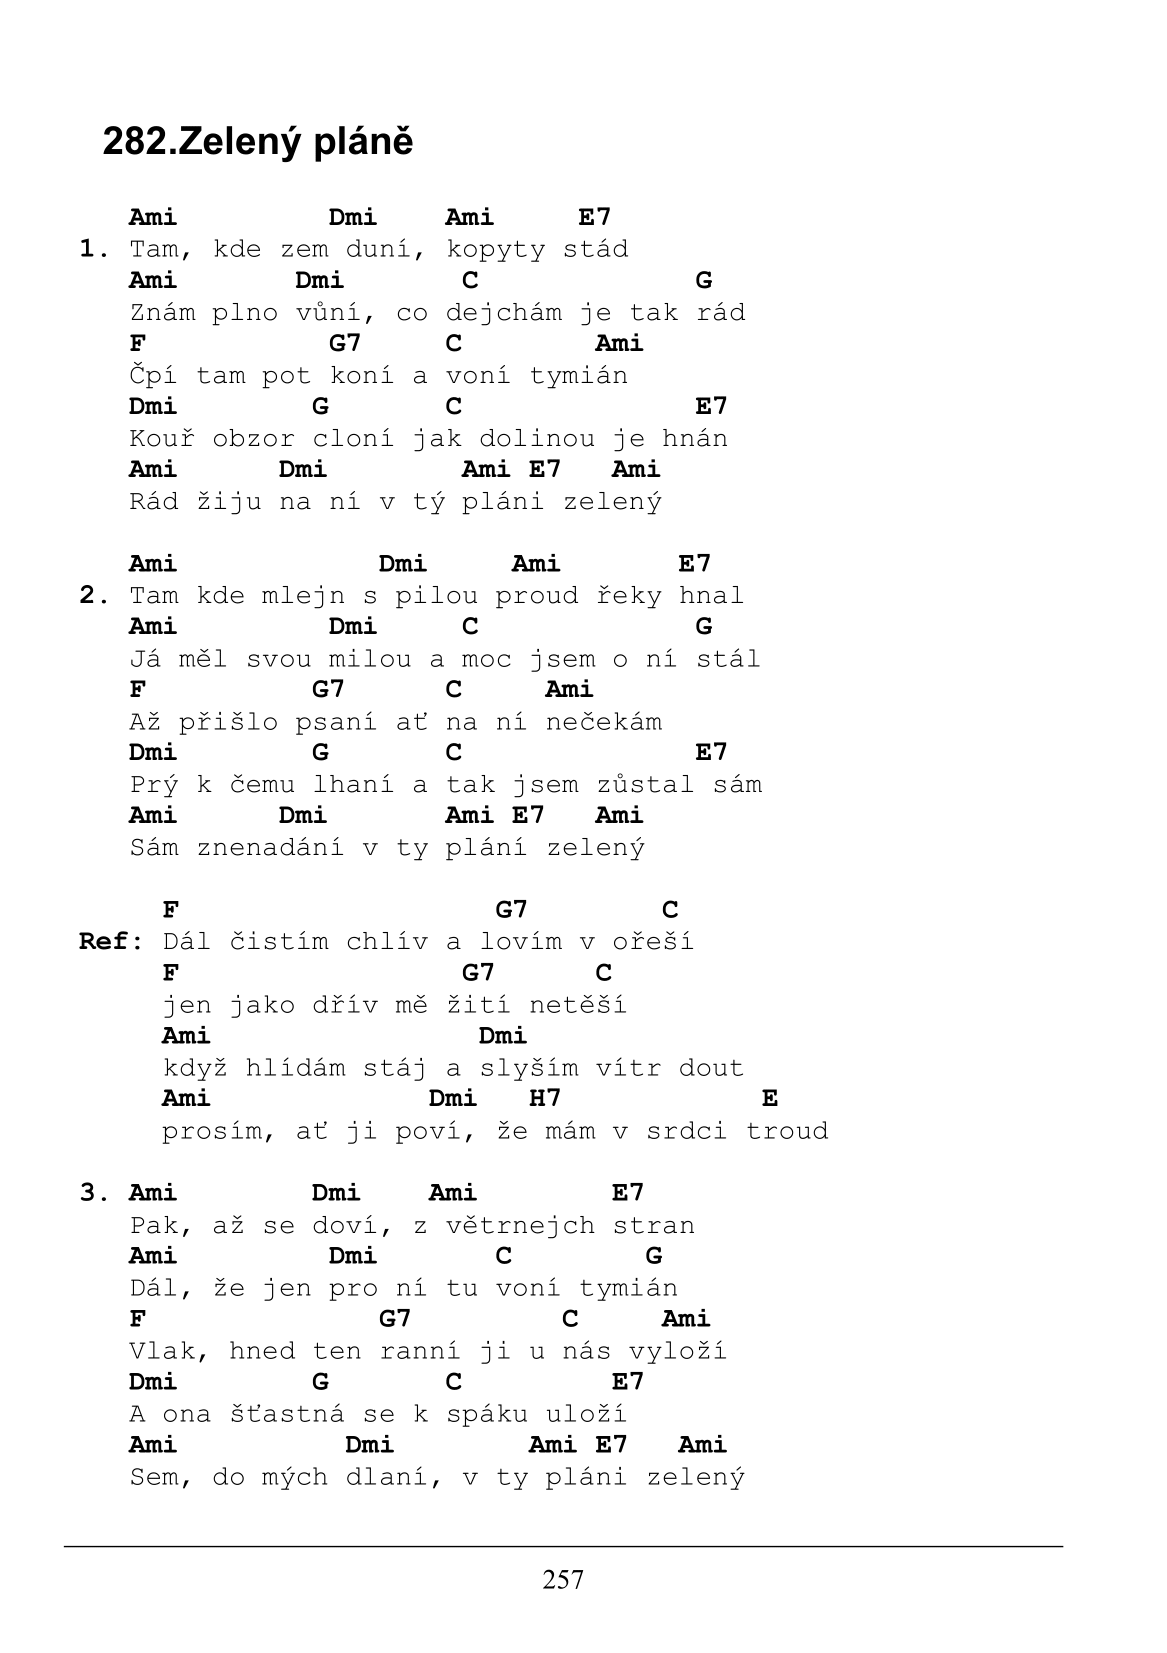 282.Zelený pláně
Ami Dmi Ami E7
1. Tam, kde zem duní, kopyty stád
Ami Dmi C G
Znám plno vůní, co dejchám je tak rád
F G7 C Ami
Čpí tam pot koní a voní tymián
Dmi G C E7
Kouř obzor cloní jak dolinou je hnán
Ami Dmi Ami E7 Ami
Rád žiju na ní v tý pláni zelený
Ami Dmi Ami E7
2. Tam kde mlejn s pilou proud řeky hnal
Ami Dmi C G
Já měl svou milou a moc jsem o ní stál
F G7 C Ami
Až přišlo psaní ať na ní nečekám
Dmi G C E7
Prý k čemu lhaní a tak jsem zůstal sám
Ami Dmi Ami E7 Ami
Sám znenadání v ty plání zelený
F G7 C
Ref: Dál čistím chlív a lovím v ořeší
F G7 C
jen jako dřív mě žití netěší
Ami Dmi
když hlídám stáj a slyším vítr dout
Ami Dmi H7 E
prosím, ať ji poví, že mám v srdci troud
3. Ami Dmi Ami E7
Pak, až se doví, z větrnejch stran
Ami Dmi C G
Dál, že jen pro ní tu voní tymián
F G7 C Ami
Vlak, hned ten ranní ji u nás vyloží
Dmi G C E7
A ona šťastná se k spáku uloží
Ami Dmi Ami E7 Ami
Sem, do mých dlaní, v ty pláni zelený
257